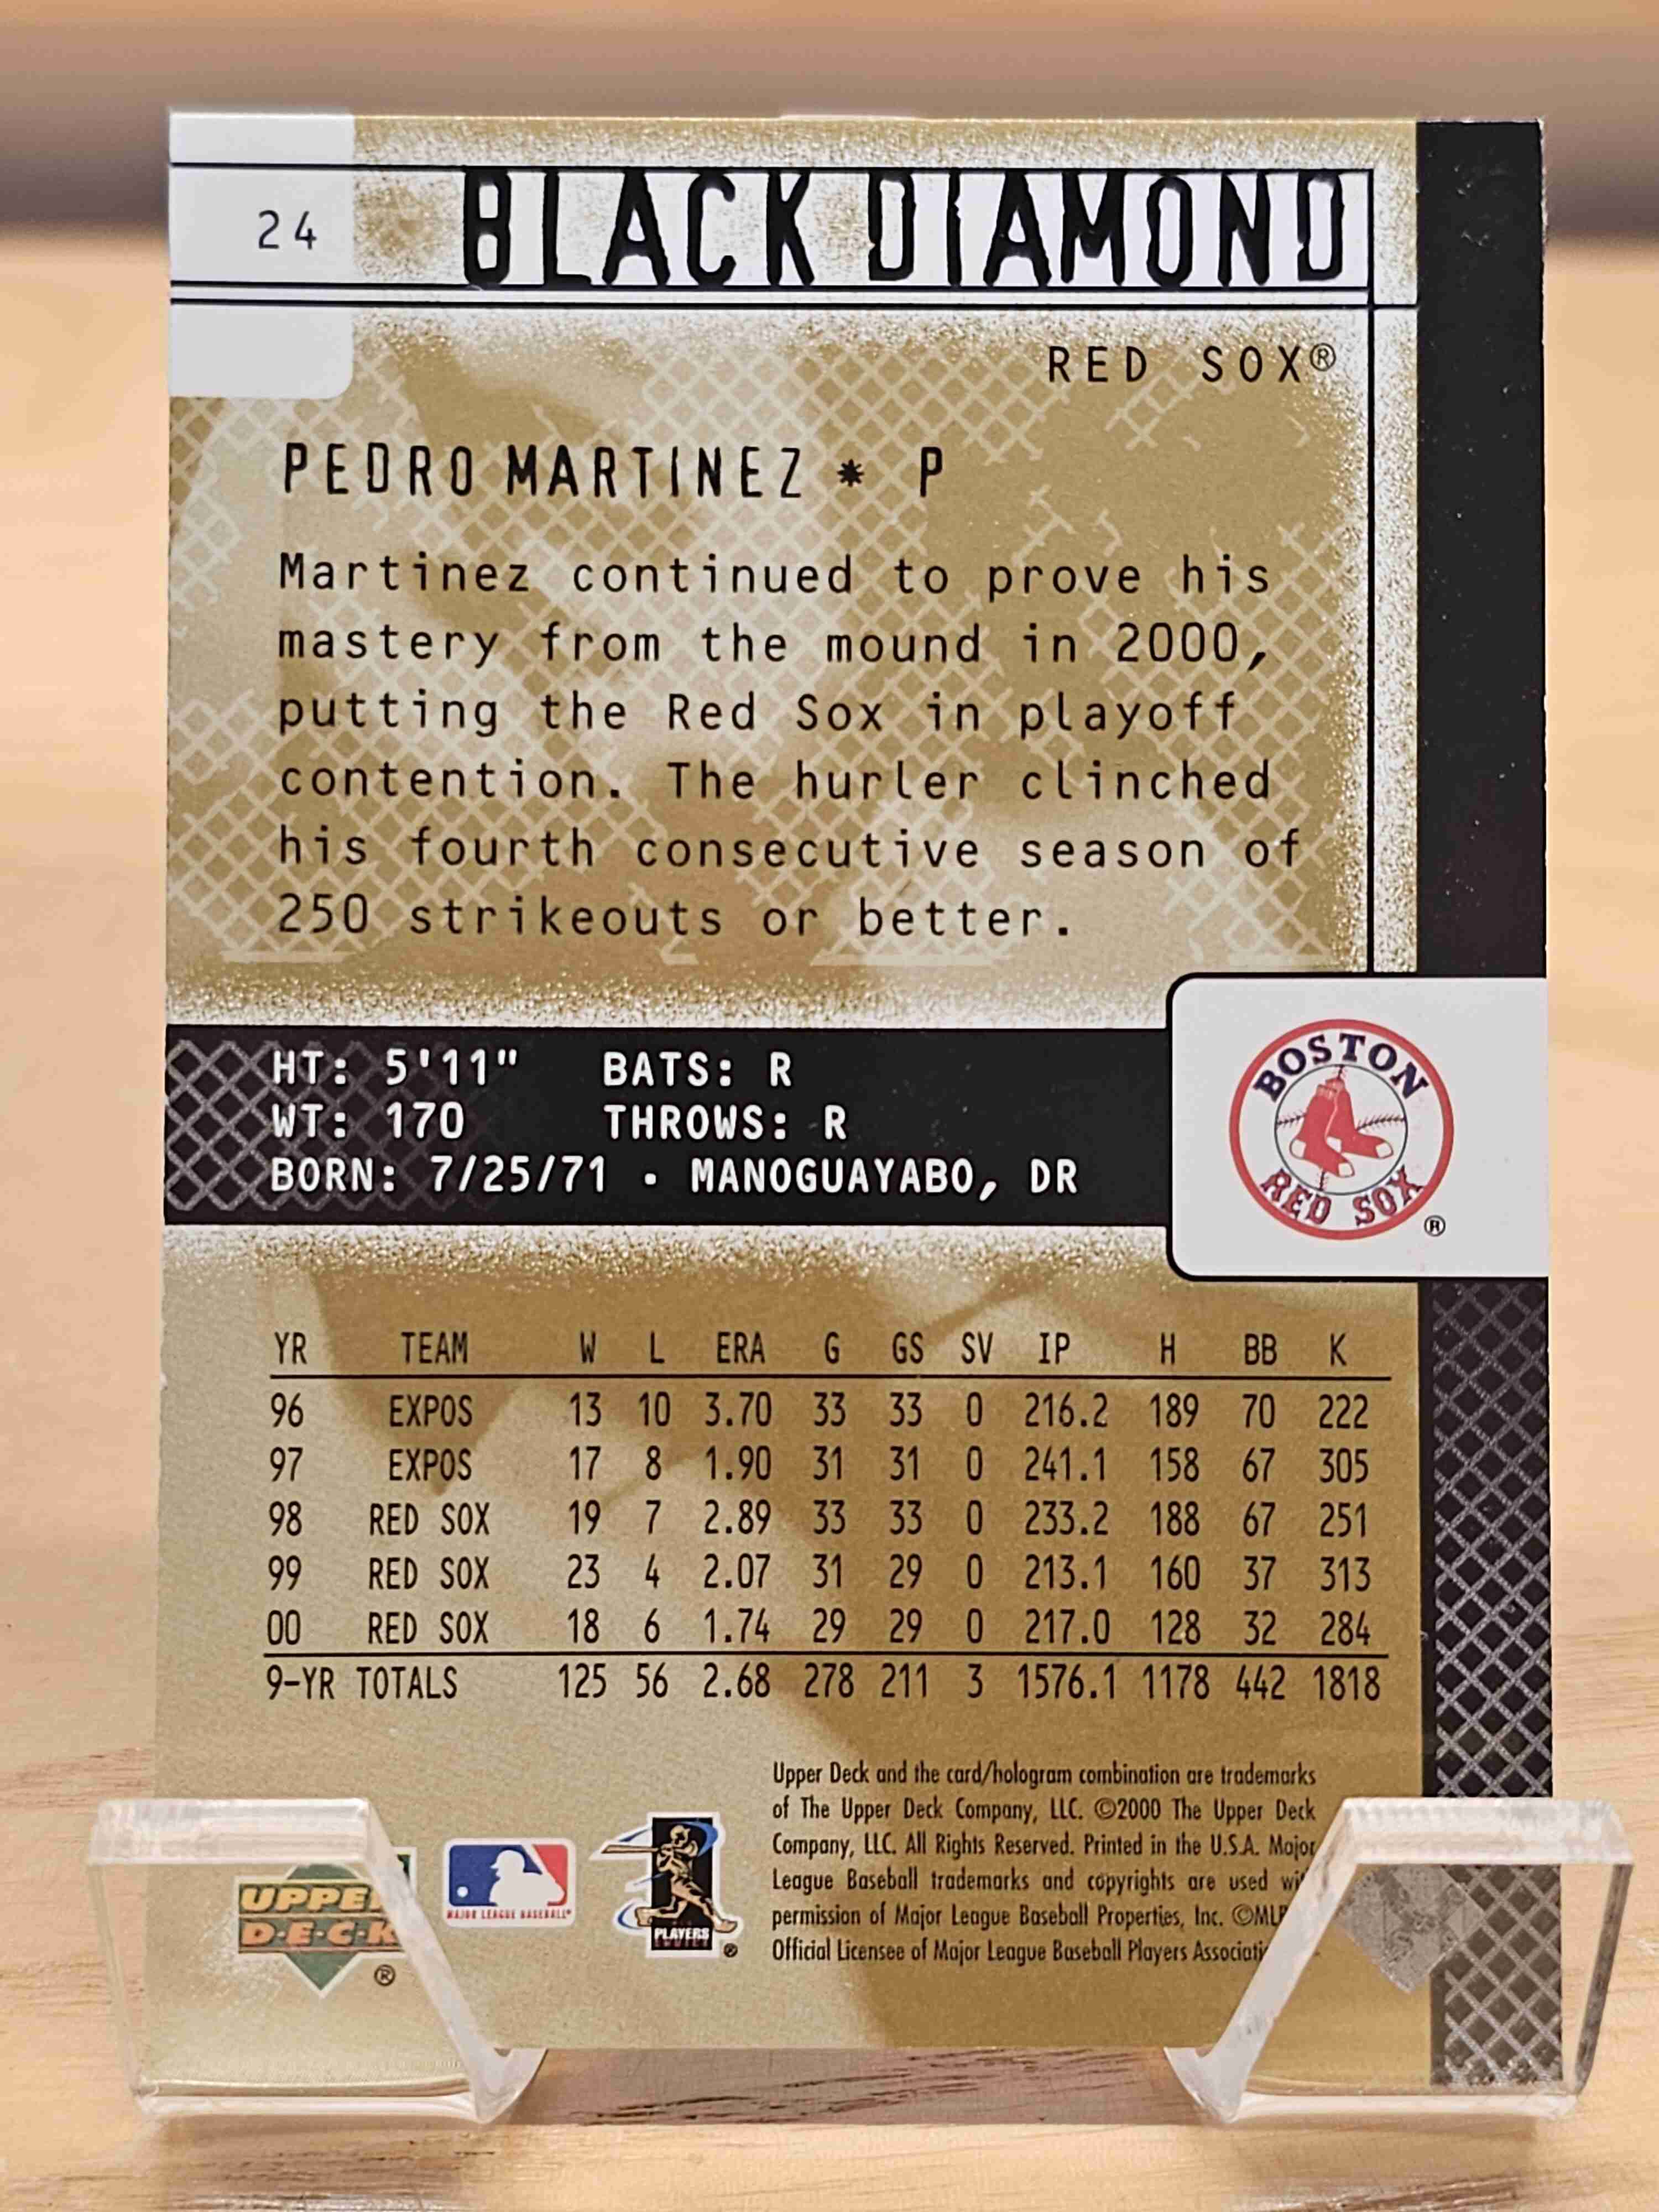 24
BLACK DIAMOND
RED SOX®
PEDRO MARTINEZ * P
Martinez continued to prove his
mastery from the mound in 2000,
putting the Red Sox in playoff
contention. The hurler clinched
his fourth consecutive season of
250 strikeouts or better.
HT: 5'11" BATS: R
WT: 170 THROWS: R
BORN: 7/25/71 · MANOGUAYABO, DR
BOSTON
RED SOX
®
YR TEAM W L ERA G GS SV IP H BB K
96 EXPOS 13 10 3.70 33 33 0 216.2 189 70 222
97 EXPOS 17 8 1.90 31 31 0 241.1 158 67 305
98 RED SOX 19 7 2.89 33 33 0 233.2 188 67 251
99 RED SOX 23 4 2.07 31 29 0 213.1 160 37 313
00 RED SOX 18 6 1.74 29 29 0 217.0 128 32 284
9-YR TOTALS 125 56 2.68 278 211 3 1576.1 1178 442 1818
Upper Deck and the card/hologram combination are trademarks
of The Upper Deck Company, LLC. ©2000 The Upper Deck
Company, LLC. All Rights Reserved. Printed in the U.S.A. Major
League Baseball trademarks and copyrights are used
permission of Major League Baseball Properties, Inc. ©MLB
Official Licensee of Major League Baseball Players
UPPER
DECK
®
MAJOR LEAGUE BASEBALL
PLAYERS
CHOICE
®